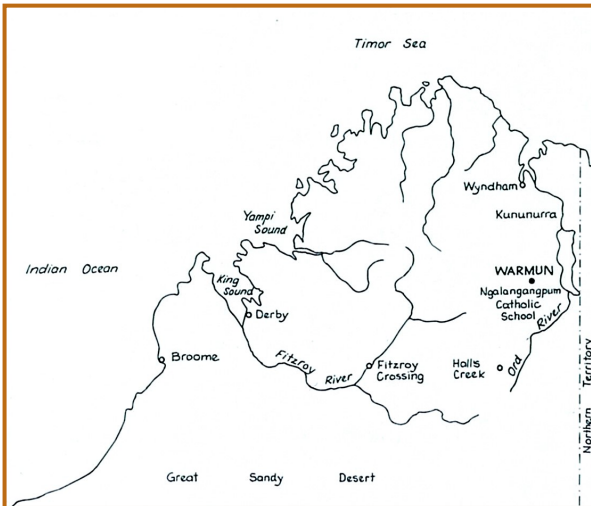 Timor Sea
Wyndham
Kununurra
Yampi
Sound
Indian Ocean
King
Sound
WARMUN
Ngalangangpum
Catholic
School
Derby
Ord River
Broome
Fitzroy River
Fitzroy
Crossing
Halls
Creek
Northern Territory
Great Sandy Desert